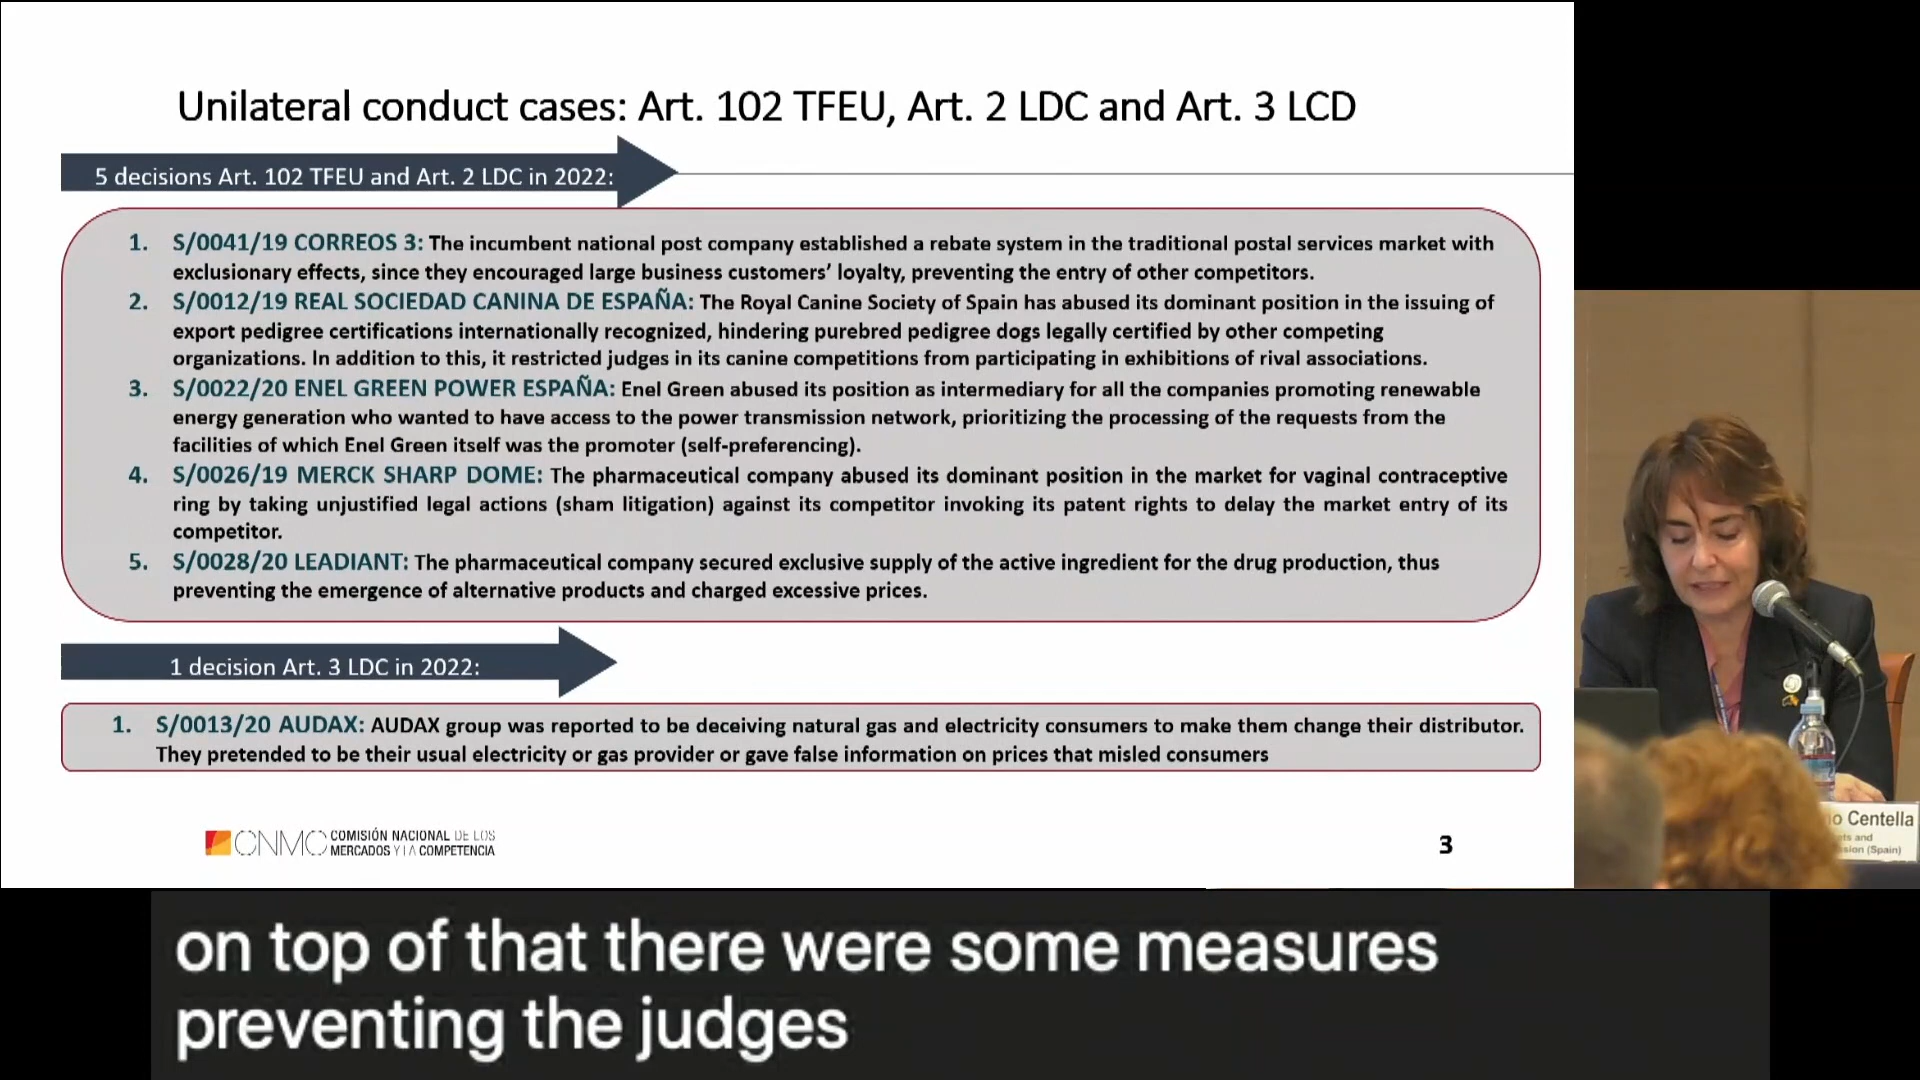 Unilateral conduct cases: Art. 102 TFEU, Art. 2 LDC and Art. 3 LCD
5 decisions Art. 102 TFEU and Art. 2 LDC in 2022:
1. S/0041/19 CORREOS 3: The incumbent national post company established a rebate system in the traditional postal services market with
exclusionary effects, since they encouraged large business customers’ loyalty, preventing the entry of other competitors.
2. S/0012/19 REAL SOCIEDAD CANINA DE ESPAÑA: The Royal Canine Society of Spain has abused its dominant position in the issuing of
export pedigree certifications internationally recognized, hindering purebred pedigree dogs legally certified by other competing
organizations. In addition to this, it restricted judges in its canine competitions from participating in exhibitions of rival associations.
3. S/0022/20 ENEL GREEN POWER ESPAÑA: Enel Green abused its position as intermediary for all the companies promoting renewable
energy generation who wanted to have access to the power transmission network, prioritizing the processing of the requests from the
facilities of which Enel Green itself was the promoter (self-preferencing).
4. S/0026/19 MERCK SHARP DOME: The pharmaceutical company abused its dominant position in the market for vaginal contraceptive
ring by taking unjustified legal actions (sham litigation) against its competitor invoking its patent rights to delay the market entry of its
competitor.
5. S/0028/20 LEADIANT: The pharmaceutical company secured exclusive supply of the active ingredient for the drug production, thus
preventing the emergence of alternative products and charged excessive prices.
1 decision Art. 3 LDC in 2022:
1. S/0013/20 AUDAX: AUDAX group was reported to be deceiving natural gas and electricity consumers to make them change their distributor.
They pretended to be their usual electricity or gas provider or gave false information on prices that misled consumers
CNMC COMISIÓN NACIONAL DE LOS
MERCADOS Y LA COMPETENCIA
3
Centella
and
(Spain)
on top of that there were some measures
preventing the judges